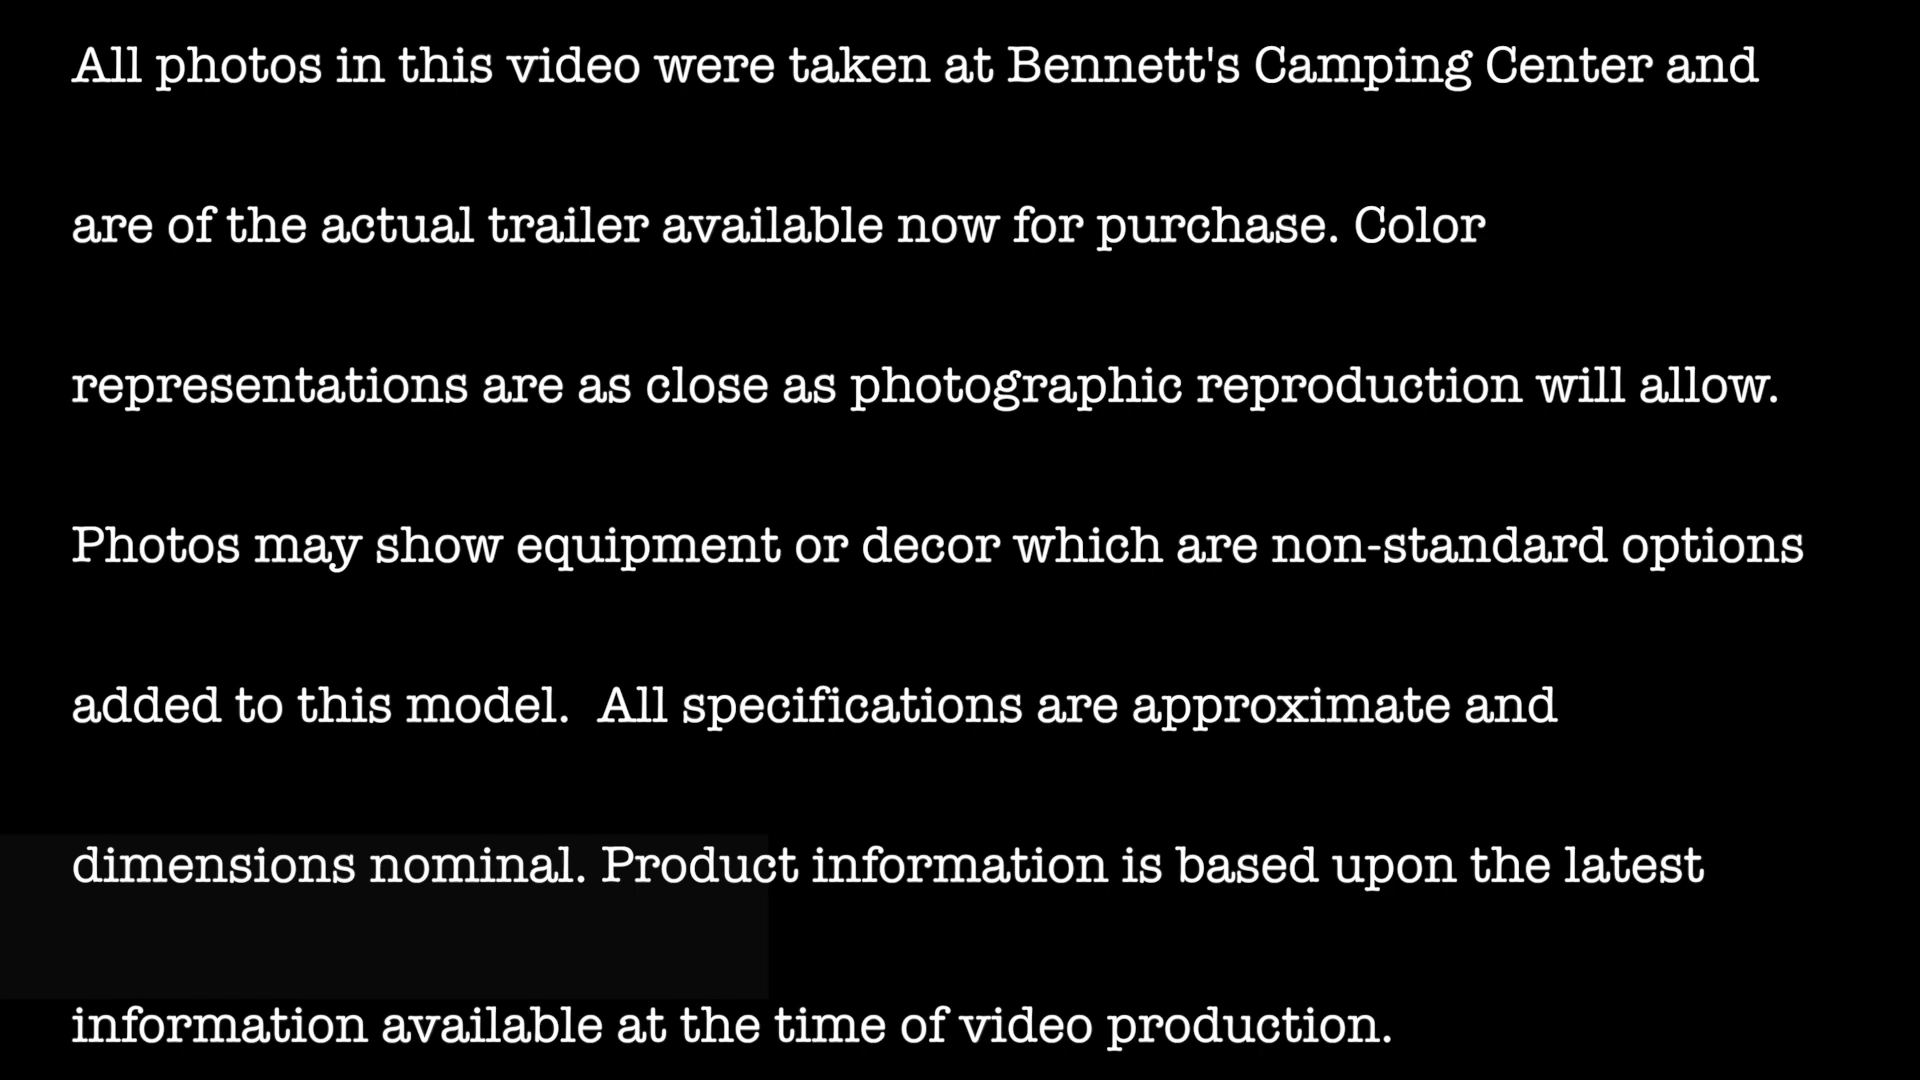 All photos in this video were taken at Bennett's Camping Center and
are of the actual trailer available now for purchase. Color
representations are as close as photographic reproduction will allow.
Photos may show equipment or decor which are non-standard options
added to this model.  All specifications are approximate and
dimensions nominal. Product information is based upon the latest
information available at the time of video production.